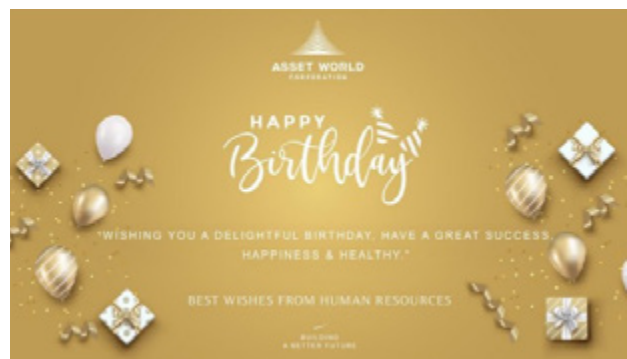 ASSET WORLD
CORPORATION
HAPPY
Birthday
"WISHING YOU A DELIGHTFUL BIRTHDAY, HAVE A GREAT SUCCESS,
HAPPINESS & HEALTHY."
BEST WISHES FROM HUMAN RESOURCES
BUILDING
A BETTER FUTURE